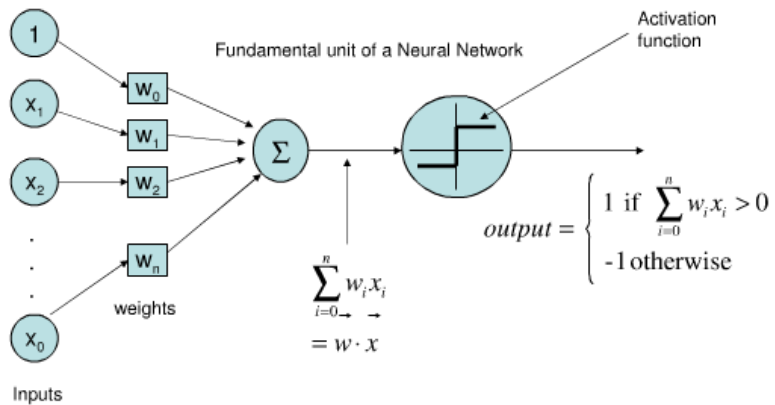 Activation
function
Fundamental unit of a Neural Network
1
x₁
x₂
.
.
.
x₀
Inputs
w₀
w₁
w₂
wₙ
weights
Σ
n
∑ wᵢxᵢ
i=0
= w⃗ · x⃗
output = { 1 if ∑ᵢ₌₀ⁿ wᵢxᵢ > 0
-1 otherwise